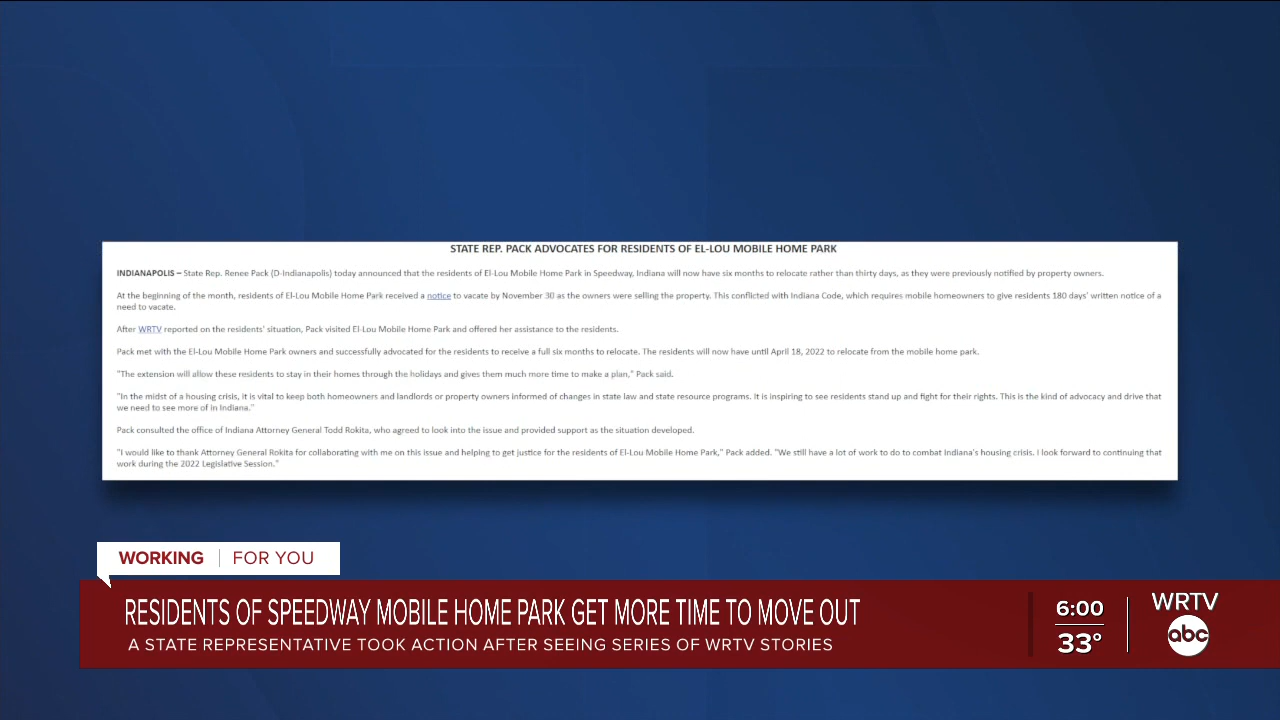 STATE REP. PACK ADVOCATES FOR RESIDENTS OF EL-LOU MOBILE HOME PARK
INDIANAPOLIS – State Rep. Renee Pack (D-Indianapolis) today announced that the residents of El-Lou Mobile Home Park in Speedway, Indiana will now have six months to relocate rather than thirty days, as they were previously notified by property owners.
At the beginning of the month, residents of El-Lou Mobile Home Park received a notice to vacate by November 30 as the owners were selling the property. This conflicted with Indiana Code, which requires mobile homeowners to give residents 180 days' written notice of a
need to vacate.
After WRTV reported on the residents' situation, Pack visited El-Lou Mobile Home Park and offered her assistance to the residents.
Pack met with the El-Lou Mobile Home Park owners and successfully advocated for the residents to receive a full six months to relocate. The residents will now have until April 18, 2022 to relocate from the mobile home park.
"The extension will allow these residents to stay in their homes through the holidays and gives them much more time to make a plan," Pack said.
"In the midst of a housing crisis, it is vital to keep both homeowners and landlords or property owners informed of changes in state law and state resource programs. It is inspiring to see residents stand up and fight for their rights. This is the kind of advocacy and drive that
we need to see more of in Indiana."
Pack consulted the office of Indiana Attorney General Todd Rokita, who agreed to look into the issue and provided support as the situation developed.
"I would like to thank Attorney General Rokita for collaborating with me on this issue and helping to get justice for the residents of El-Lou Mobile Home Park," Pack added. "We still have a lot of work to do to combat Indiana's housing crisis. I look forward to continuing that
work during the 2022 Legislative Session."
WORKING FOR YOU
RESIDENTS OF SPEEDWAY MOBILE HOME PARK GET MORE TIME TO MOVE OUT
A STATE REPRESENTATIVE TOOK ACTION AFTER SEEING SERIES OF WRTV STORIES
6:00
33°
WRTV
abc